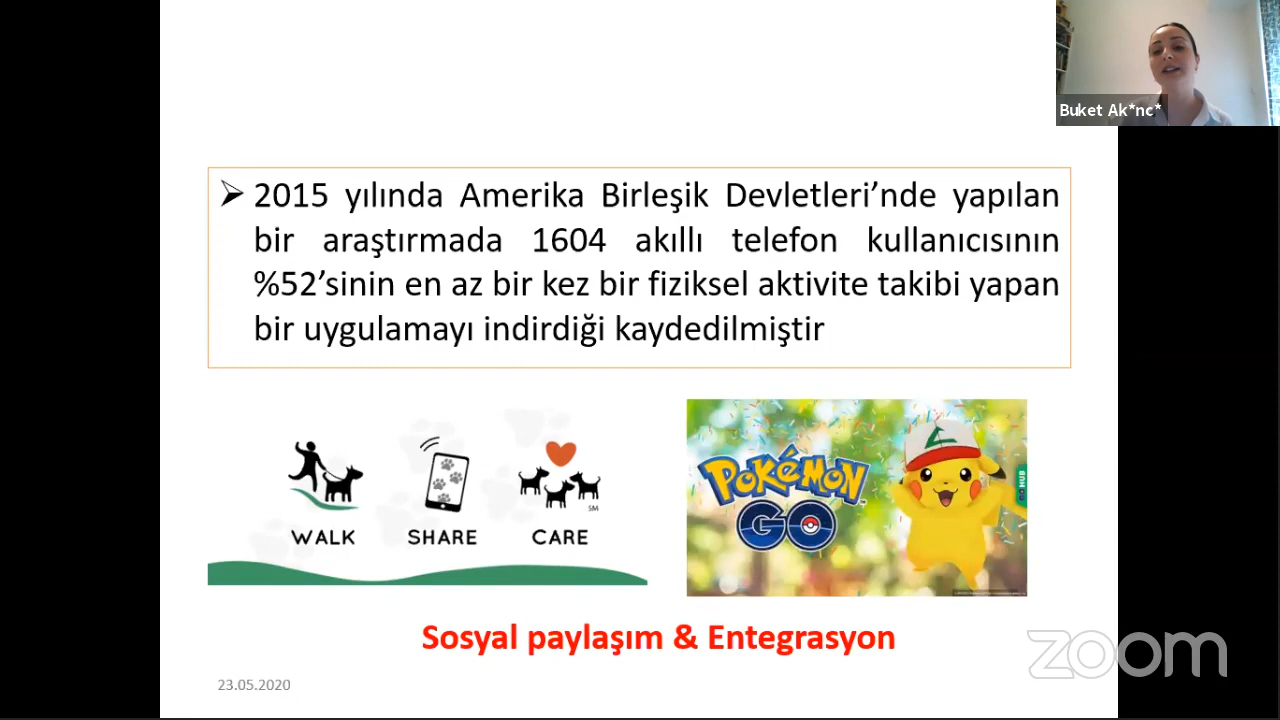 Buket Ak*nc*
➢ 2015 yılında Amerika Birleşik Devletleri’nde yapılan
bir araştırmada 1604 akıllı telefon kullanıcısının
%52’sinin en az bir kez bir fiziksel aktivite takibi yapan
bir uygulamayı indirdiği kaydedilmiştir
WALK SHARE CARE
SM
POKÉMON
GO
HUB
Sosyal paylaşım & Entegrasyon
zoom
23.05.2020